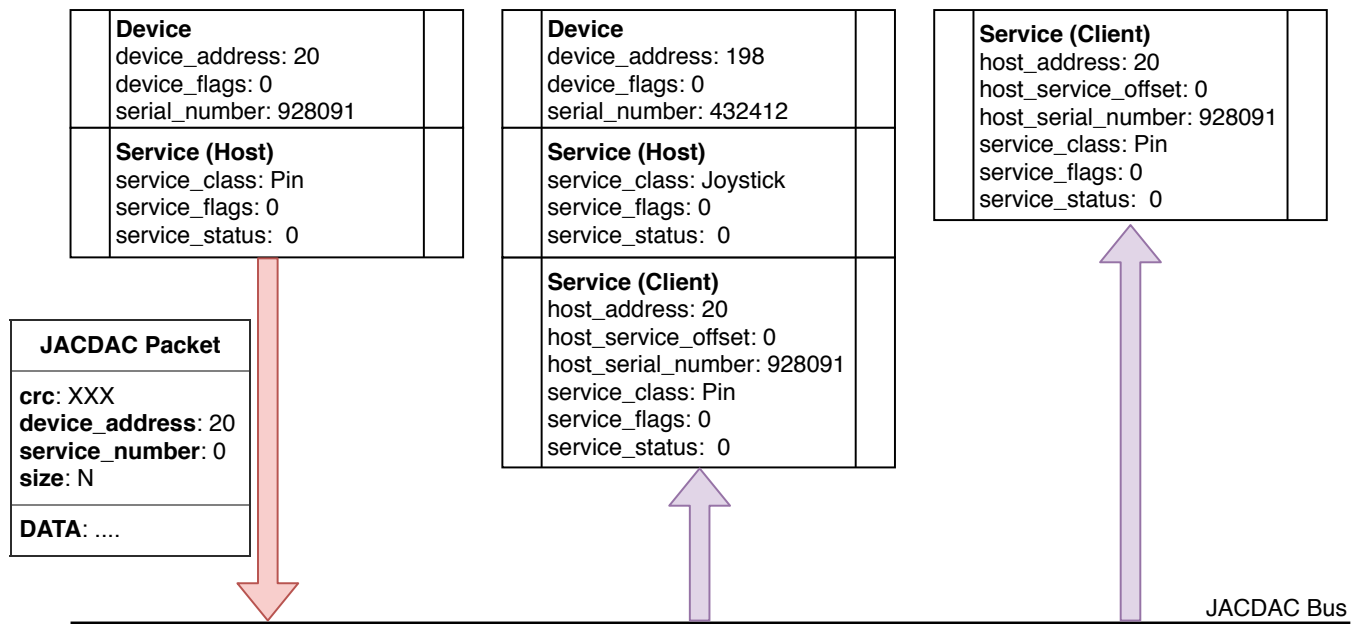 Device
device_address: 20
device_flags: 0
serial_number: 928091
Service (Host)
service_class: Pin
service_flags: 0
service_status:  0
JACDAC Packet
crc: XXX
device_address: 20
service_number: 0
size: N
DATA: ....
Device
device_address: 198
device_flags: 0
serial_number: 432412
Service (Host)
service_class: Joystick
service_flags: 0
service_status:  0
Service (Client)
host_address: 20
host_service_offset: 0
host_serial_number: 928091
service_class: Pin
service_flags: 0
service_status:  0
Service (Client)
host_address: 20
host_service_offset: 0
host_serial_number: 928091
service_class: Pin
service_flags: 0
service_status:  0
JACDAC Bus